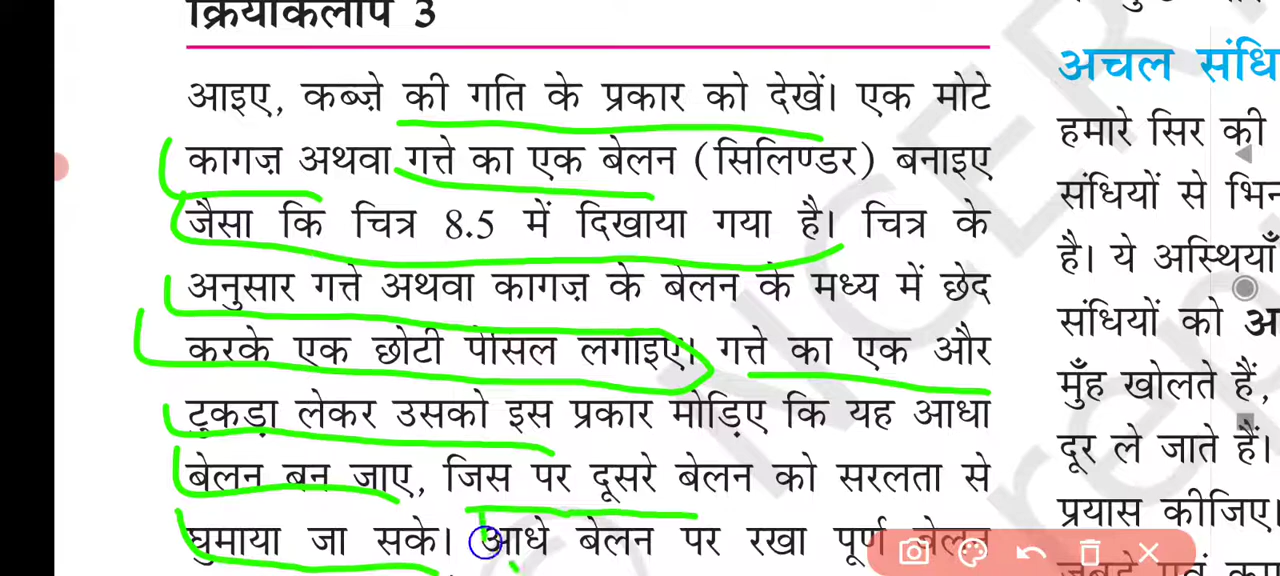 क्रियाकलाप 3
आइए, कब्ज़े की गति के प्रकार को देखें। एक मोटे
कागज़ अथवा गत्ते का एक बेलन (सिलिण्डर) बनाइए
जैसा कि चित्र 8.5 में दिखाया गया है। चित्र के
अनुसार गत्ते अथवा कागज़ के बेलन के मध्य में छेद
करके एक छोटी पेंसिल लगाइए। गत्ते का एक और
टुकड़ा लेकर उसको इस प्रकार मोड़िए कि यह आधा
बेलन बन जाए, जिस पर दूसरे बेलन को सरलता से
घुमाया जा सके। आधे बेलन पर रखा पूर्ण बेलन
अचल संधि
हमारे सिर की
संधियों से
है। ये अस्थियाँ
संधियों को
मुँह खोलते हैं,
दूर ले जाते हैं।
प्रयास कीजिए।